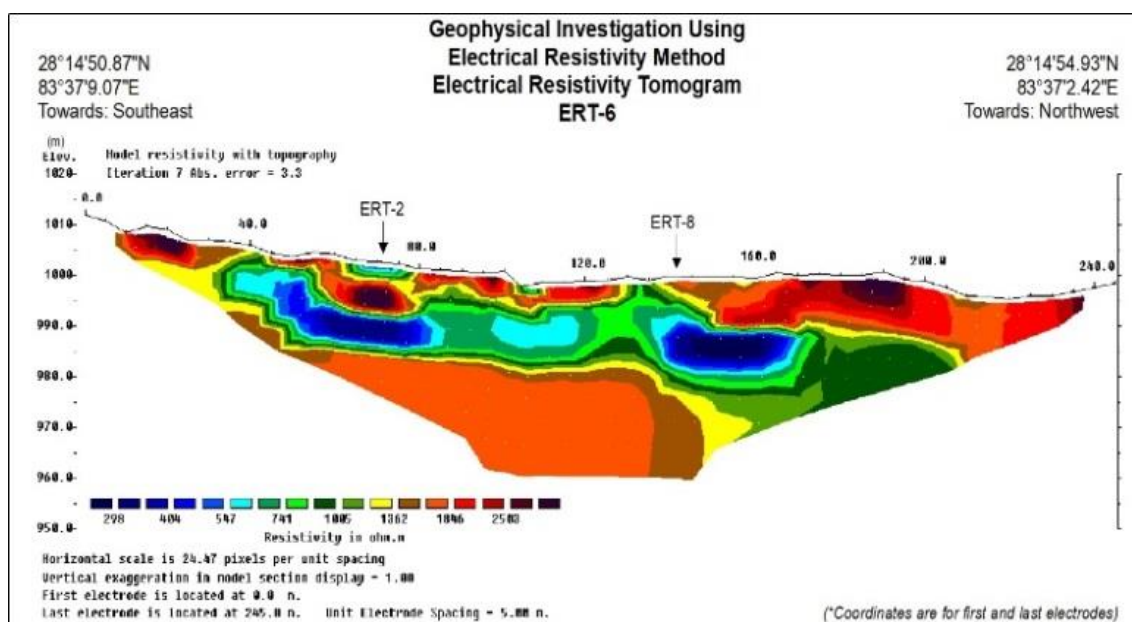 Geophysical Investigation Using
Electrical Resistivity Method
Electrical Resistivity Tomogram
ERT-6
28°14'50.87"N
83°37'9.07"E
Towards: Southeast
28°14'54.93"N
83°37'2.42"E
Towards: Northwest
(m)
Elev.
Model resistivity with topography
Iteration 7 Abs. error = 3.3
1020
1010
1000
990.0
980.0
970.0
960.0
950.0
0.0
40.0
ERT-2
80.0
120.0
ERT-8
160.0
200.0
240.0
298 404 547 741 1005 1362 1846 2503
Resistivity in ohm.m
Horizontal scale is 24.47 pixels per unit spacing
Vertical exaggeration in model section display = 1.00
First electrode is located at 0.0 m.
Last electrode is located at 245.0 m. Unit Electrode Spacing = 5.00 m.
(*Coordinates are for first and last electrodes)